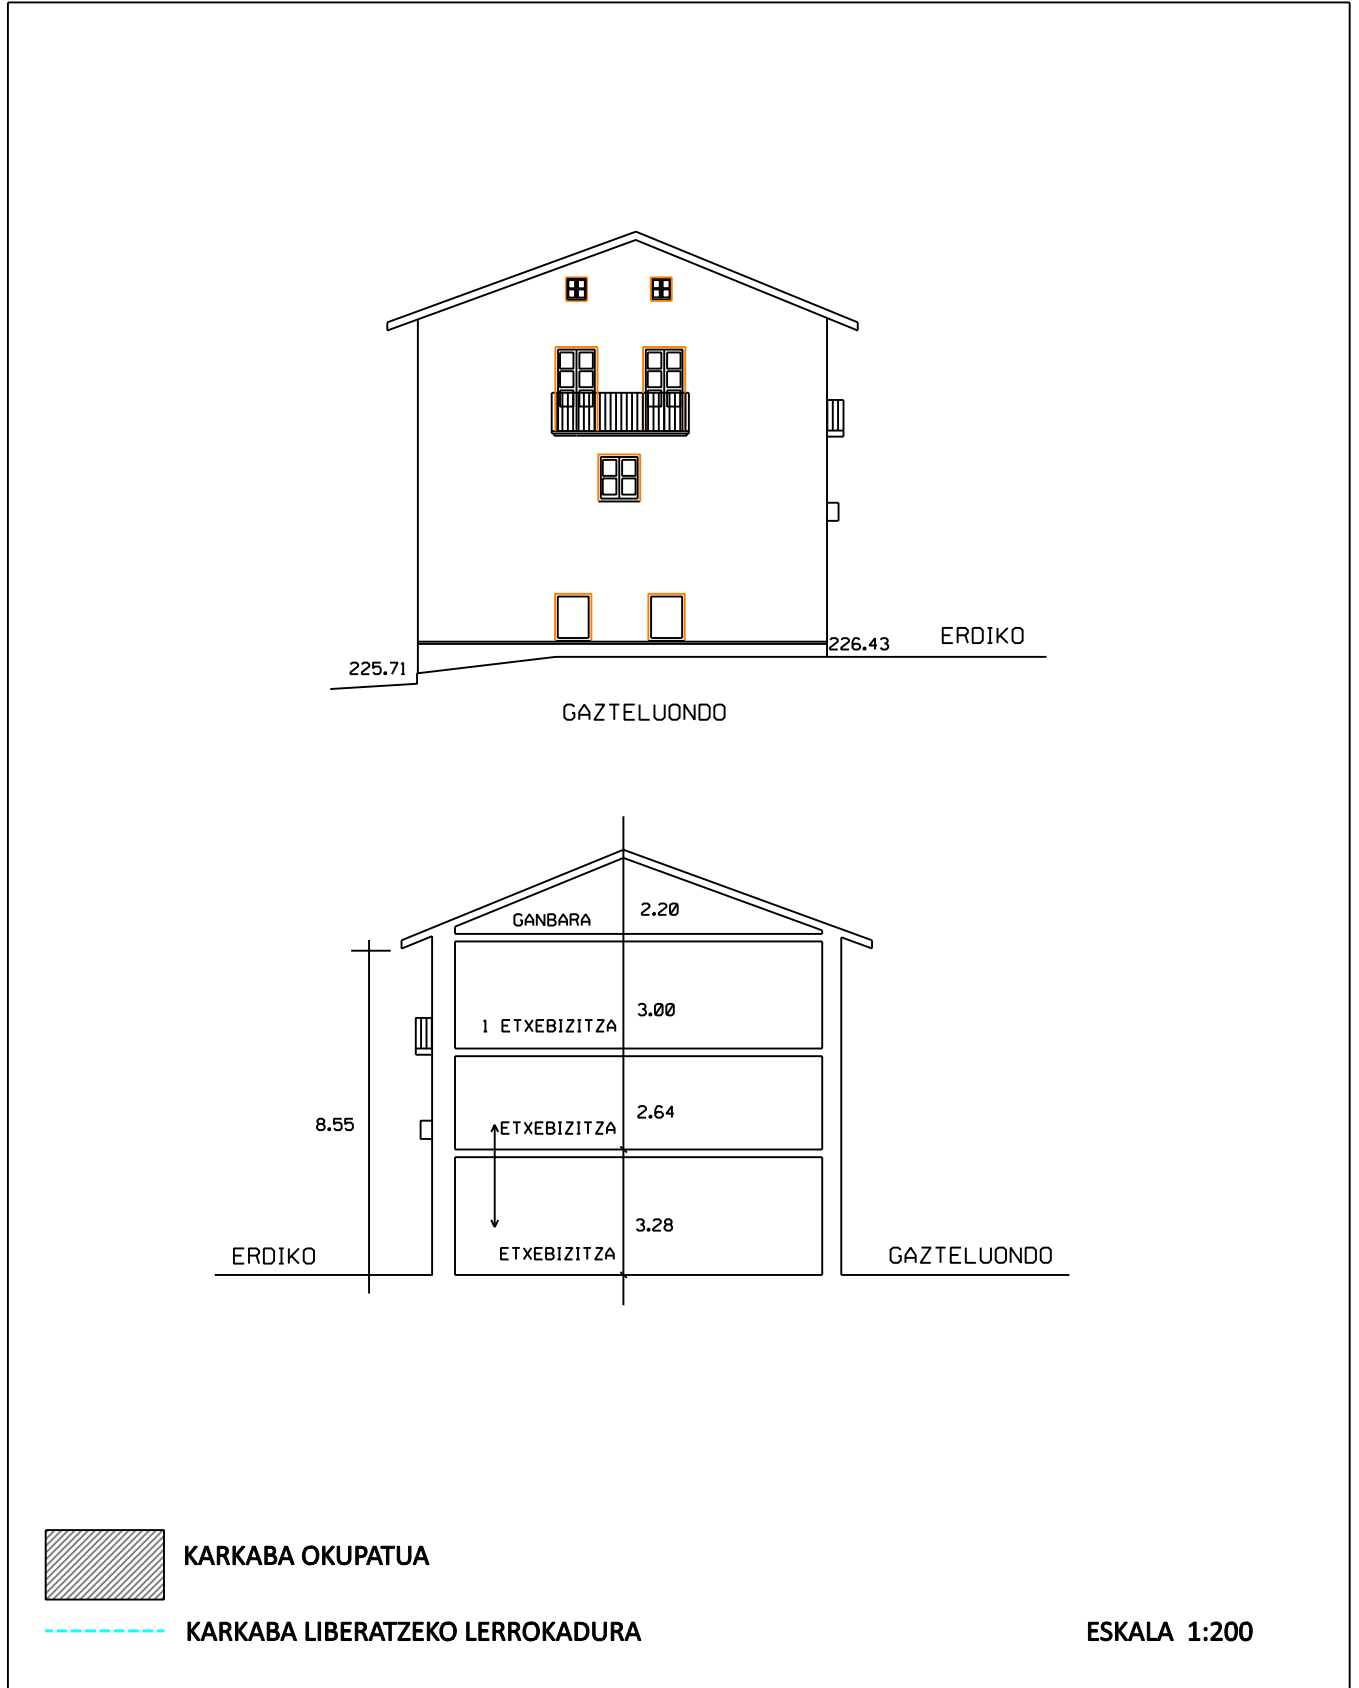 226.43
ERDIKO
225.71
GAZTELUONDO
2.20
GANBARA
3.00
1 ETXEBIZITZA
2.64
8.55
ETXEBIZITZA
3.28
ETXEBIZITZA
ERDIKO
GAZTELUONDO
KARKABA OKUPATUA
KARKABA LIBERATZEKO LERROKADURA
ESKALA 1:200